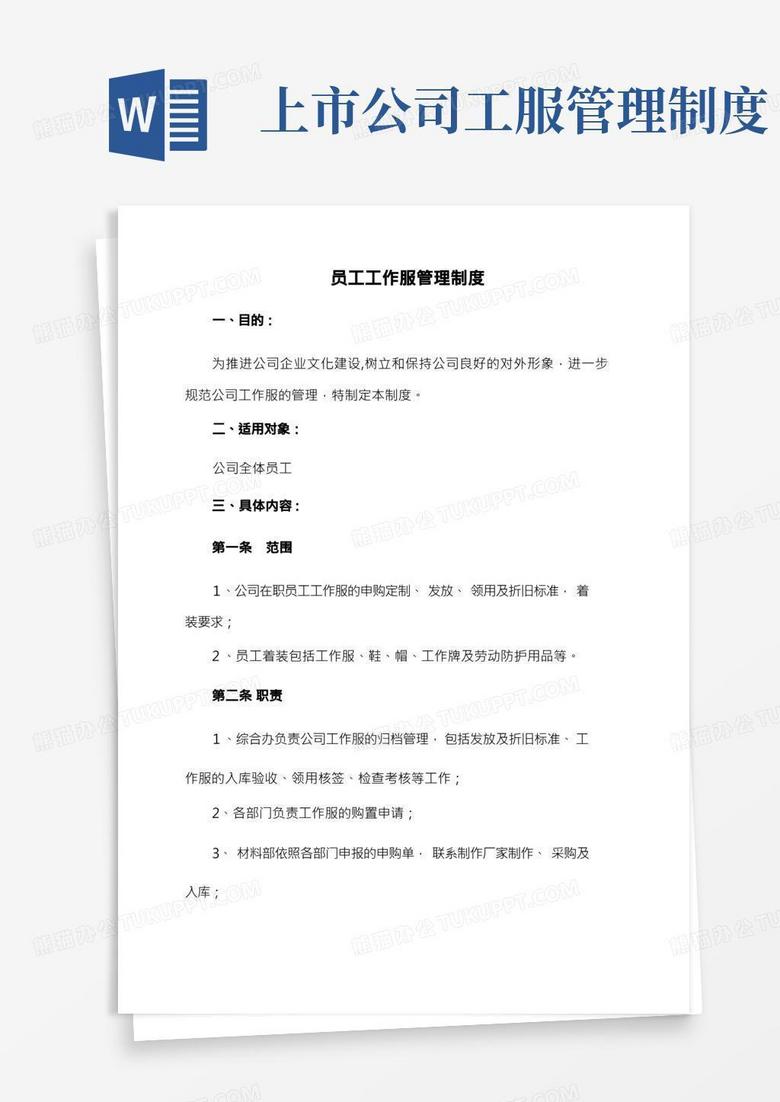 W
上市公司工服管理制度
员工工作服管理制度
一、目的：
为推进公司企业文化建设,树立和保持公司良好的对外形象，进一步
规范公司工作服的管理，特制定本制度。
二、适用对象：
公司全体员工
三、具体内容：
第一条 范围
1、公司在职员工工作服的申购定制、 发放、 领用及折旧标准， 着
装要求；
2、员工着装包括工作服、鞋、帽、工作牌及劳动防护用品等。
第二条 职责
1、综合办负责公司工作服的归档管理，包括发放及折旧标准、 工
作服的入库验收、领用核签、检查考核等工作；
2、各部门负责工作服的购置申请；
3、 材料部依照各部门申报的申购单， 联系制作厂家制作、 采购及
入库；
熊猫办公 TUKUPPT.COM